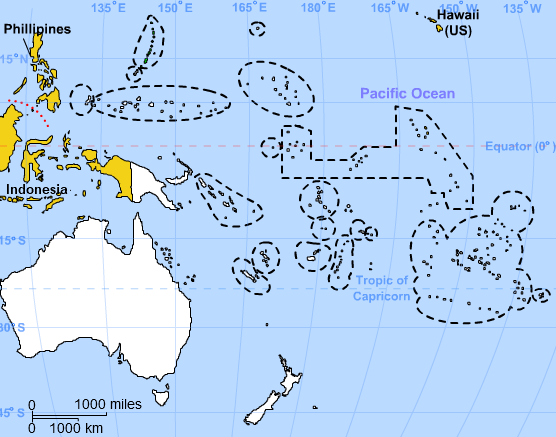 135°E 150°E 165°E 180°E 165°W 150°W 135°W
Hawaii
(US)
Phillipines
15°N
Pacific Ocean
Equator (0°)
Indonesia
15°S
Tropic of
Capricorn
30°S
0 1000 miles
0 1000 km
45°S